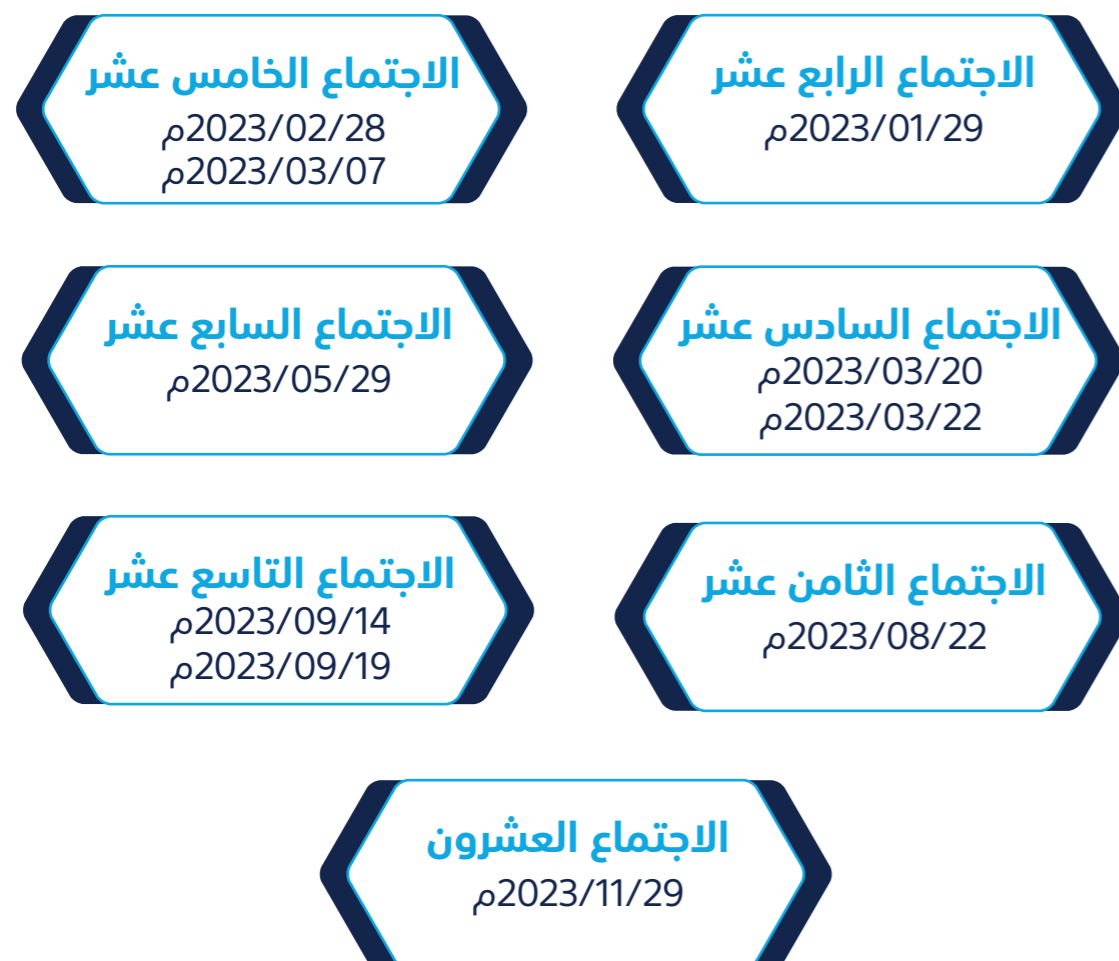 الاجتماع الرابع عشر
2023/01/29م
الاجتماع الخامس عشر
2023/02/28م
2023/03/07م
الاجتماع السادس عشر
2023/03/20م
2023/03/22م
الاجتماع السابع عشر
2023/05/29م
الاجتماع الثامن عشر
2023/08/22م
الاجتماع التاسع عشر
2023/09/14م
2023/09/19م
الاجتماع العشرون
2023/11/29م